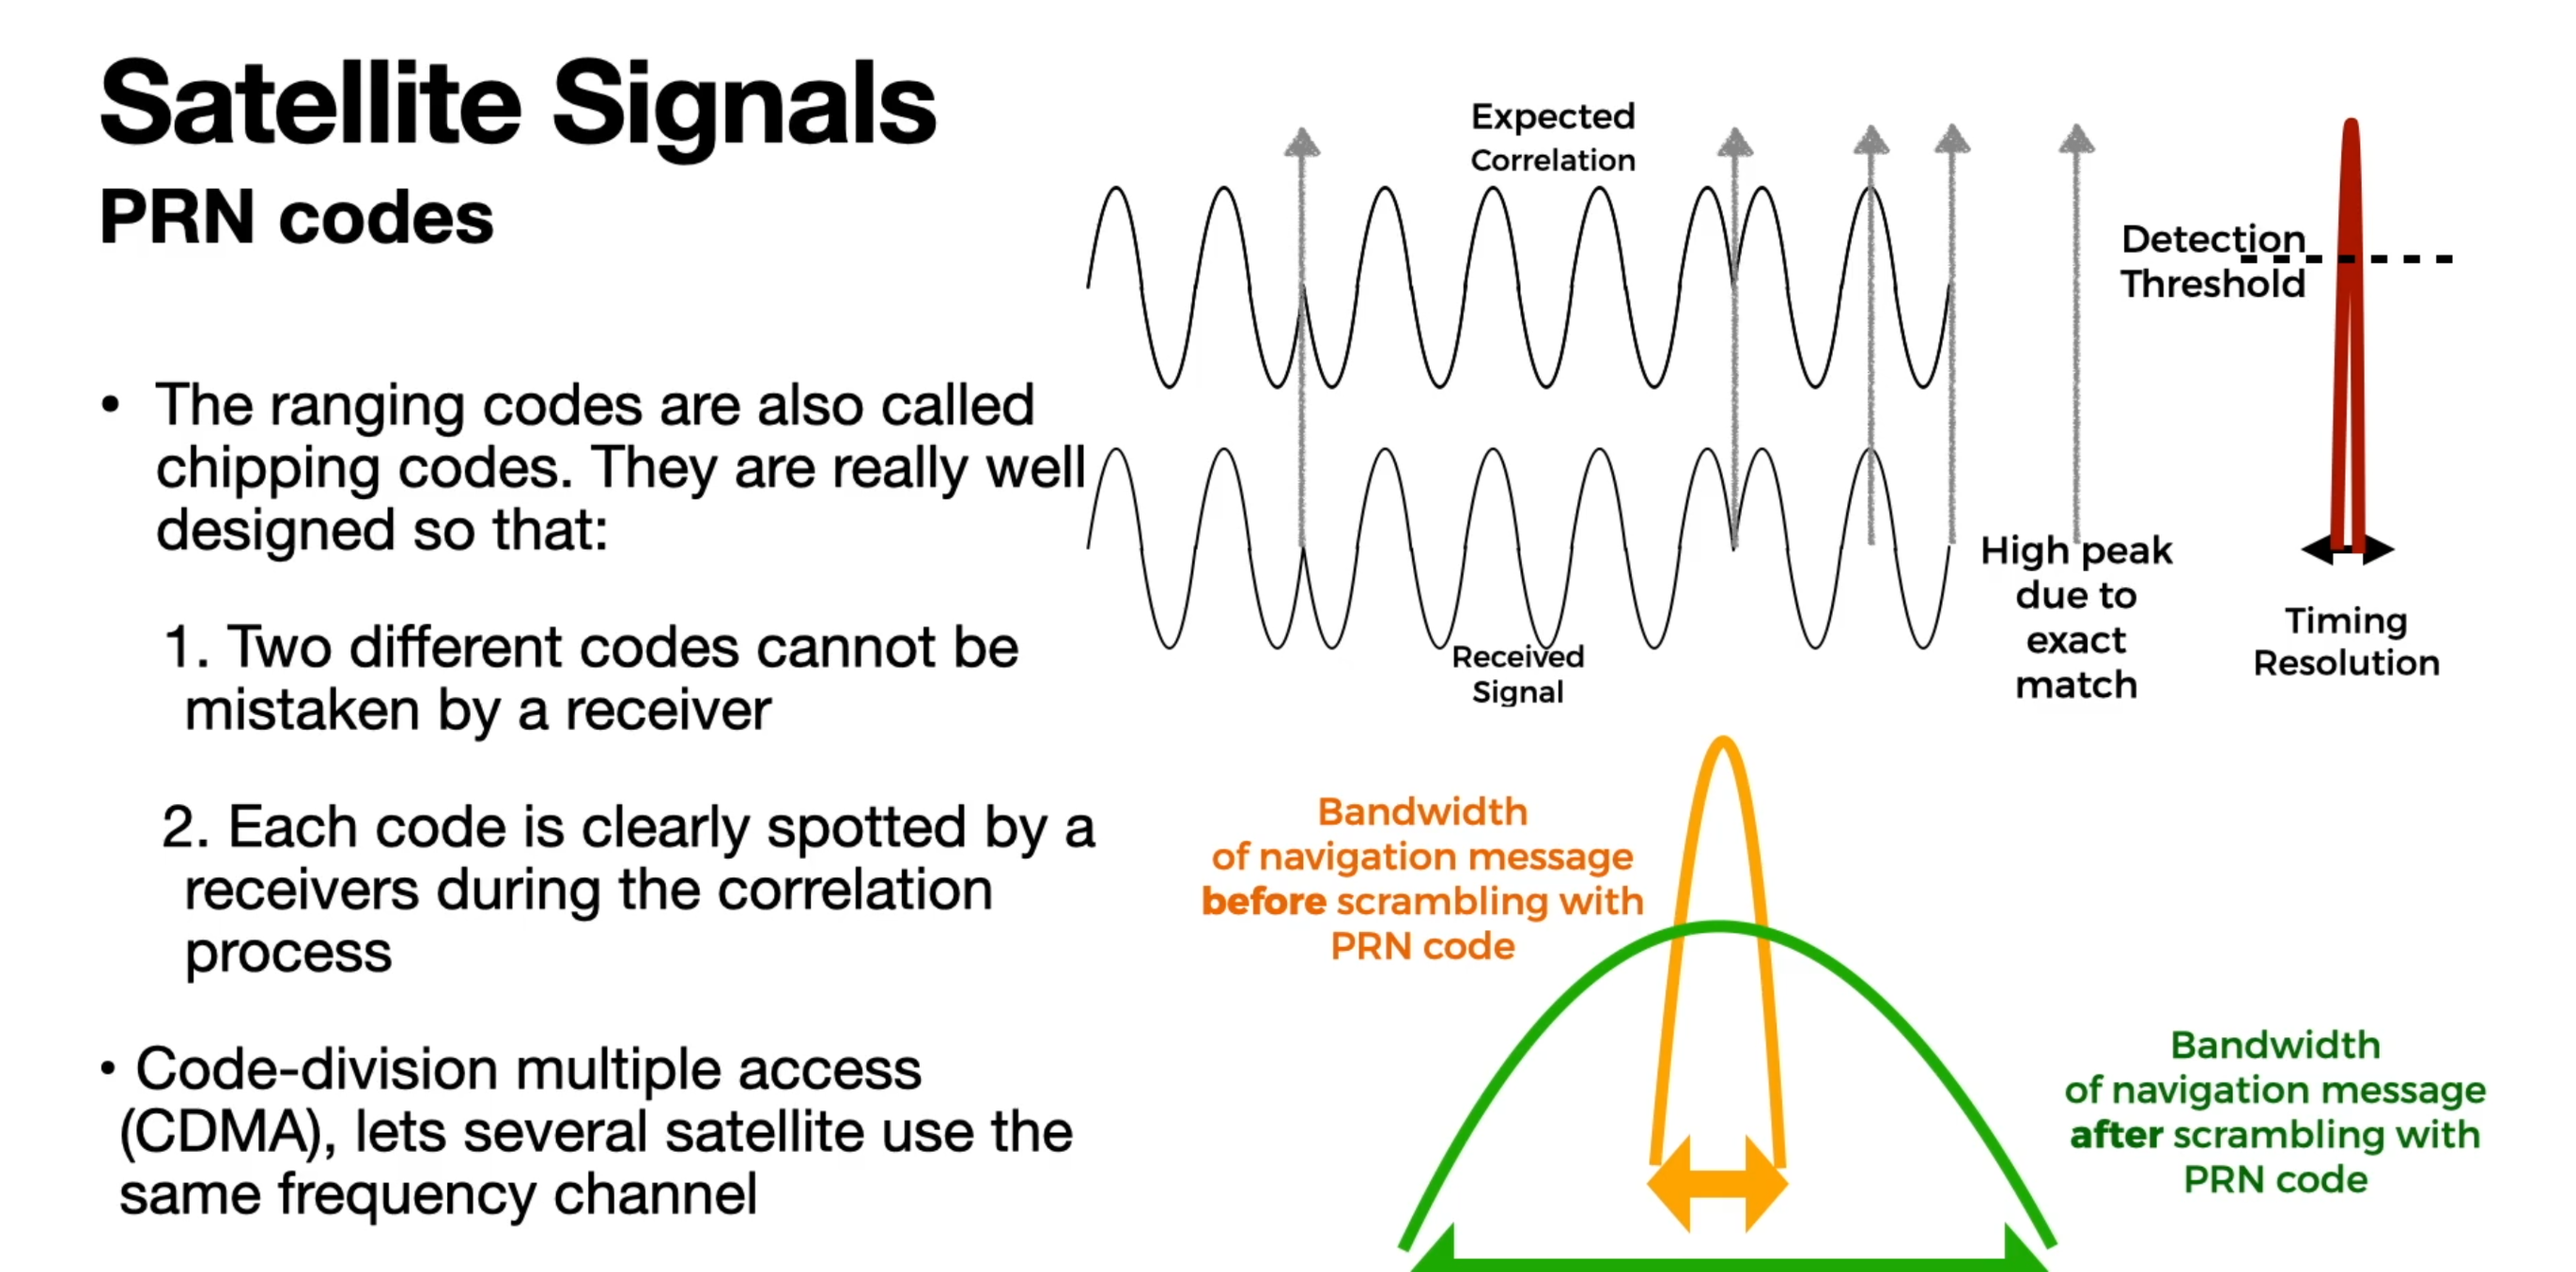 Satellite Signals
PRN codes
• The ranging codes are also called
chipping codes. They are really well
designed so that:
1. Two different codes cannot be
mistaken by a receiver
2. Each code is clearly spotted by a
receivers during the correlation
process
• Code-division multiple access
(CDMA), lets several satellite use the
same frequency channel
Expected
Correlation
Received
Signal
High peak
due to
exact
match
Detection
Threshold
Timing
Resolution
Bandwidth
of navigation message
before scrambling with
PRN code
Bandwidth
of navigation message
after scrambling with
PRN code